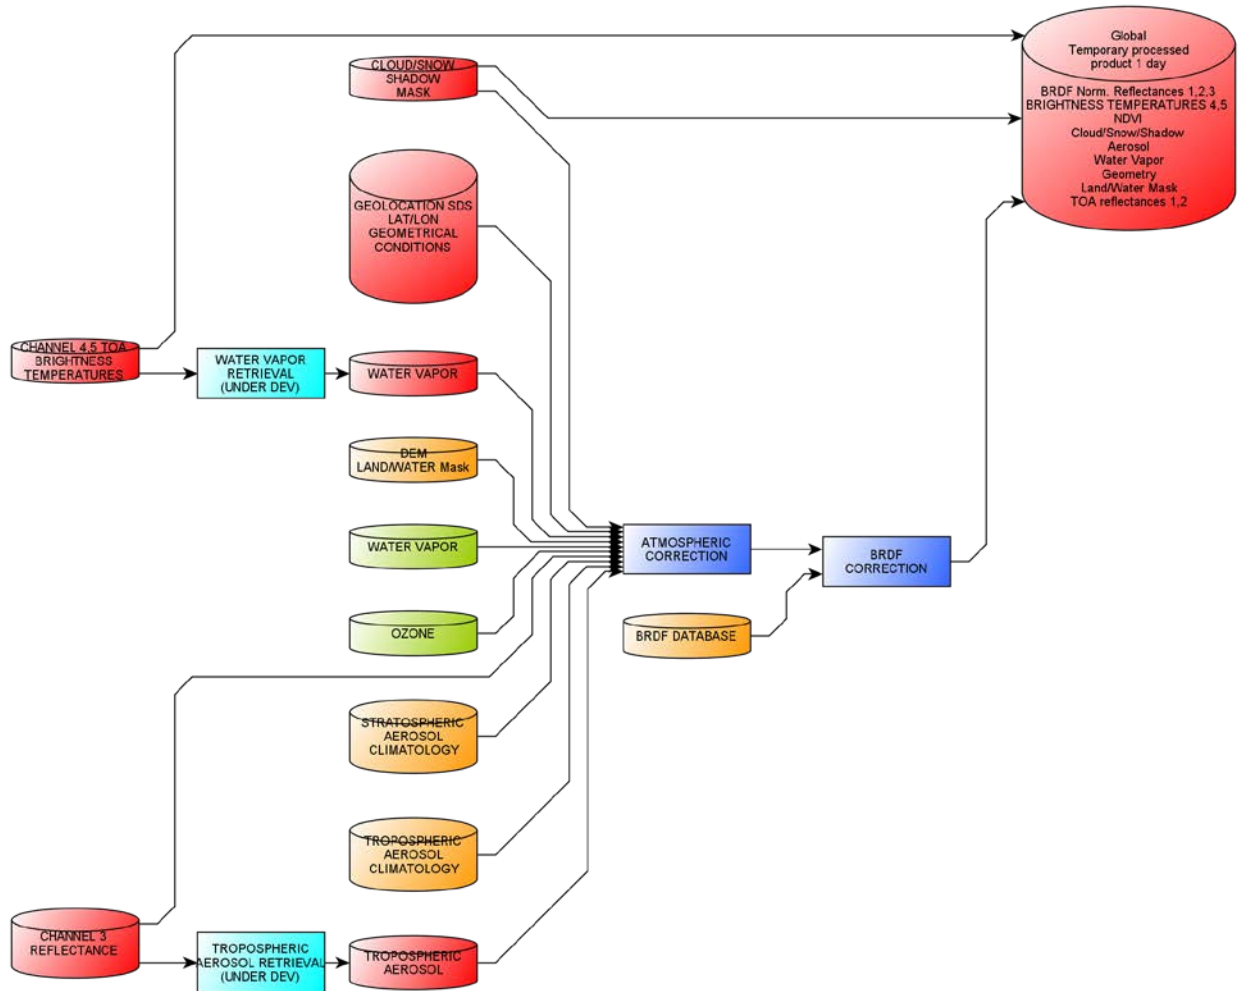 Global
Temporary processed
product 1 day
BRDF Norm. Reflectances 1,2,3
BRIGHTNESS TEMPERATURES 4,5
NDVI
Cloud/Snow/Shadow
Aerosol
Water Vapor
Geometry
Land/Water Mask
TOA reflectances 1,2
CLOUD/SNOW
SHADOW
MASK
GEOLOCATION SDS
LAT/LON
GEOMETRICAL
CONDITIONS
CHANNEL 4,5 TOA
BRIGHTNESS
TEMPERATURES
WATER VAPOR
RETRIEVAL
(UNDER DEV)
WATER VAPOR
DEM
LAND/WATER Mask
WATER VAPOR
ATMOSPHERIC
CORRECTION
BRDF
CORRECTION
OZONE
BRDF DATABASE
STRATOSPHERIC
AEROSOL
CLIMATOLOGY
TROPOSPHERIC
AEROSOL
CLIMATOLOGY
CHANNEL 3
REFLECTANCE
TROPOSPHERIC
AEROSOL RETRIEVAL
(UNDER DEV)
TROPOSPHERIC
AEROSOL